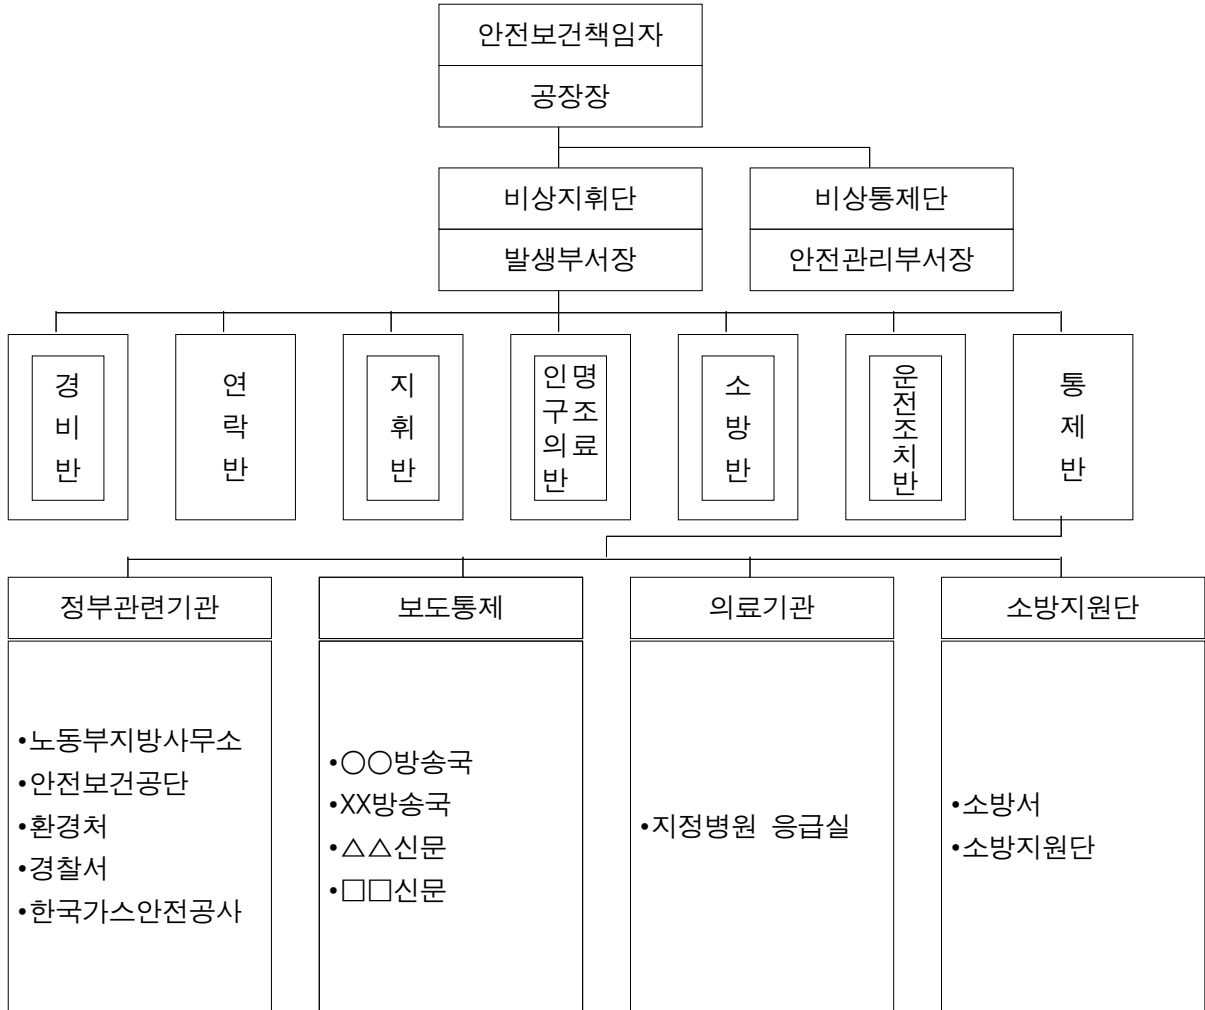 안전보건책임자
공장장
비상지휘단
비상통제단
발생부서장
안전관리부서장
경비반
연락반
지휘반
인명구조의료반
소방반
운전조치반
통제반
정부관련기관
보도통제
의료기관
소방지원단
•노동부지방사무소
•안전보건공단
•환경처
•경찰서
•한국가스안전공사
•○○방송국
•XX방송국
•△△신문
•□□신문
•지정병원 응급실
•소방서
•소방지원단